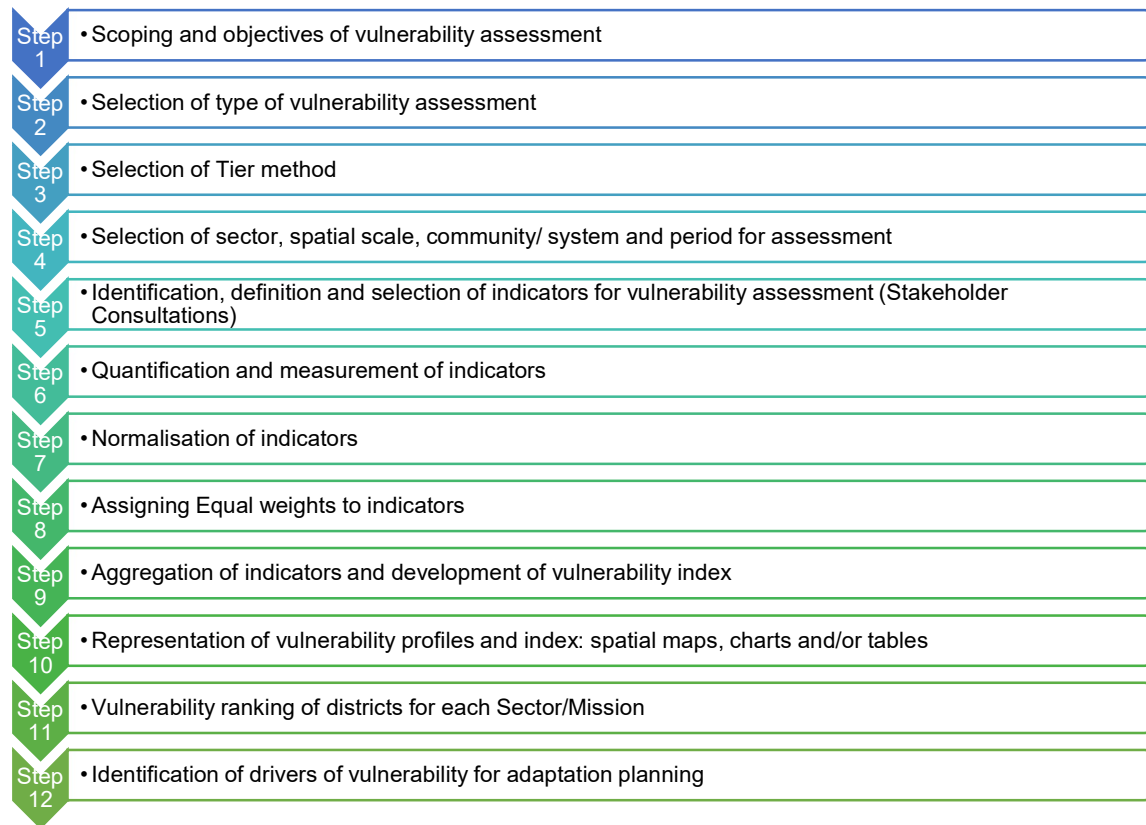 Step
1
• Scoping and objectives of vulnerability assessment
Step
2
• Selection of type of vulnerability assessment
Step
3
• Selection of Tier method
Step
4
• Selection of sector, spatial scale, community/ system and period for assessment
Step
5
• Identification, definition and selection of indicators for vulnerability assessment (Stakeholder
Consultations)
Step
6
• Quantification and measurement of indicators
Step
7
• Normalisation of indicators
Step
8
• Assigning Equal weights to indicators
Step
9
• Aggregation of indicators and development of vulnerability index
Step
10
• Representation of vulnerability profiles and index: spatial maps, charts and/or tables
Step
11
• Vulnerability ranking of districts for each Sector/Mission
Step
12
• Identification of drivers of vulnerability for adaptation planning